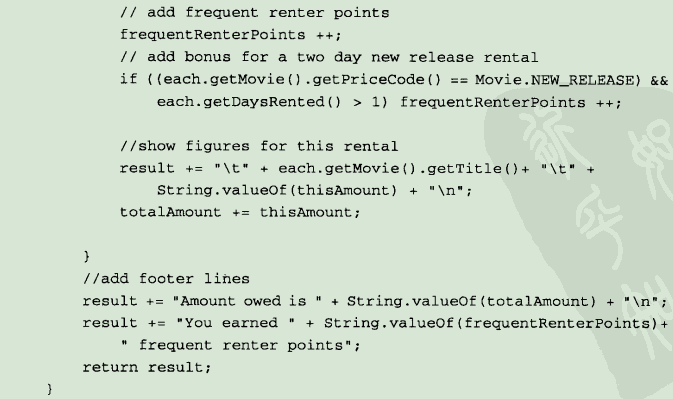 // add frequent renter points
frequentRenterPoints ++;
// add bonus for a two day new release rental
if ((each.getMovie().getPriceCode() == Movie.NEW_RELEASE) &&
each.getDaysRented() > 1) frequentRenterPoints ++;
//show figures for this rental
result += "\t" + each.getMovie().getTitle()+ "\t" +
String.valueOf(thisAmount) + "\n";
totalAmount += thisAmount;
}
//add footer lines
result += "Amount owed is " + String.valueOf(totalAmount) + "\n";
result += "You earned " + String.valueOf(frequentRenterPoints)+
" frequent renter points";
return result;
}